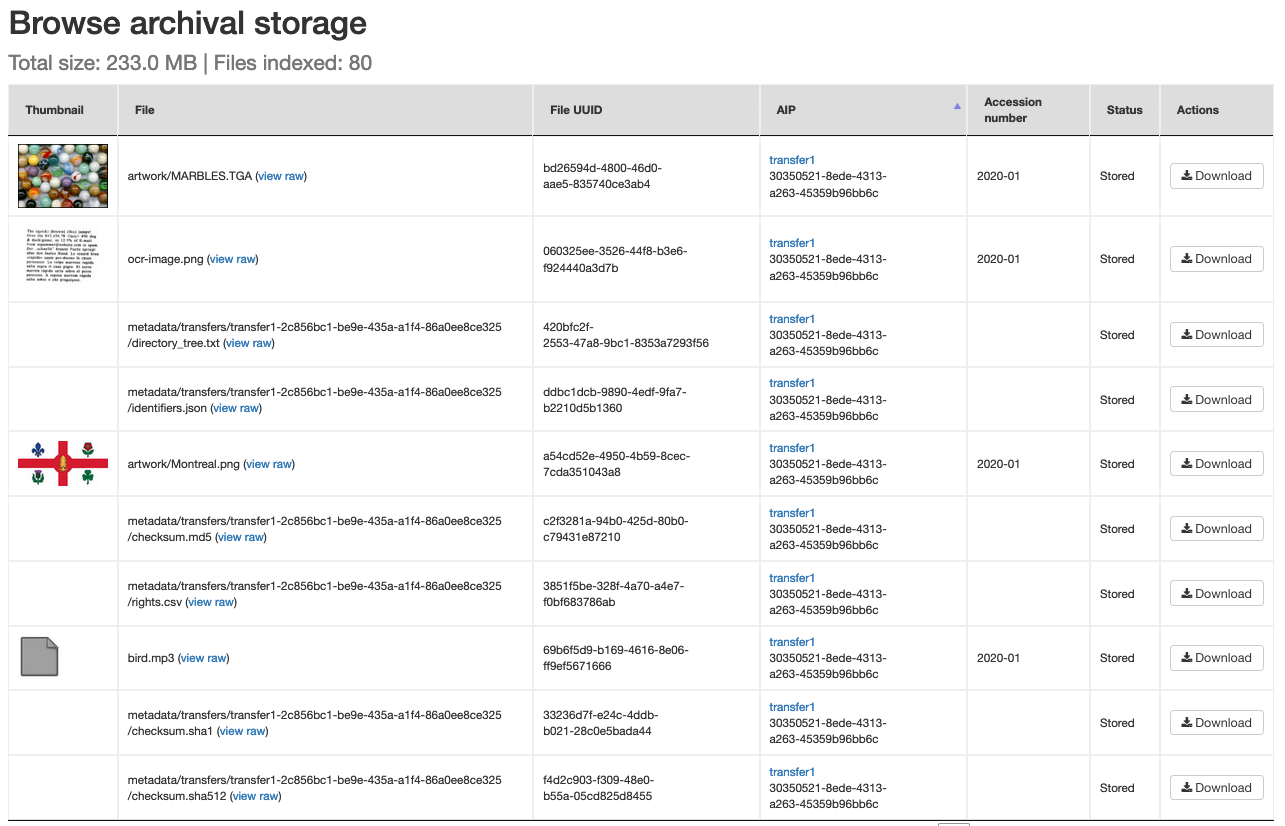 Browse archival storage
Total size: 233.0 MB | Files indexed: 80
Thumbnail File File UUID AIP Accession number Status Actions
artwork/MARBLES.TGA (view raw)
bd26594d-4800-46d0-
aae5-835740ce3ab4
transfer1
30350521-8ede-4313-
a263-45359b96bb6c
2020-01
Stored
Download
ocr-image.png (view raw)
060325ee-3526-44f8-b3e6-
f924440a3d7b
transfer1
30350521-8ede-4313-
a263-45359b96bb6c
2020-01
Stored
Download
metadata/transfers/transfer1-2c856bc1-be9e-435a-a1f4-86a0ee8ce325
/directory_tree.txt (view raw)
420bfc2f-
2553-47a8-9bc1-8353a7293f56
transfer1
30350521-8ede-4313-
a263-45359b96bb6c
Stored
Download
metadata/transfers/transfer1-2c856bc1-be9e-435a-a1f4-86a0ee8ce325
/identifiers.json (view raw)
ddbc1dcb-9890-4edf-9fa7-
b2210d5b1360
transfer1
30350521-8ede-4313-
a263-45359b96bb6c
Stored
Download
artwork/Montreal.png (view raw)
a54cd52e-4950-4b59-8cec-
7cda351043a8
transfer1
30350521-8ede-4313-
a263-45359b96bb6c
2020-01
Stored
Download
metadata/transfers/transfer1-2c856bc1-be9e-435a-a1f4-86a0ee8ce325
/checksum.md5 (view raw)
c2f3281a-94b0-425d-80b0-
c79431e87210
transfer1
30350521-8ede-4313-
a263-45359b96bb6c
Stored
Download
metadata/transfers/transfer1-2c856bc1-be9e-435a-a1f4-86a0ee8ce325
/rights.csv (view raw)
3851f5be-328f-4a70-a4e7-
f0bf683786ab
transfer1
30350521-8ede-4313-
a263-45359b96bb6c
Stored
Download
bird.mp3 (view raw)
69b6f5d9-b169-4616-8e06-
ff9ef5671666
transfer1
30350521-8ede-4313-
a263-45359b96bb6c
2020-01
Stored
Download
metadata/transfers/transfer1-2c856bc1-be9e-435a-a1f4-86a0ee8ce325
/checksum.sha1 (view raw)
33236d7f-e24c-4ddb-
b021-28c0e5bada44
transfer1
30350521-8ede-4313-
a263-45359b96bb6c
Stored
Download
metadata/transfers/transfer1-2c856bc1-be9e-435a-a1f4-86a0ee8ce325
/checksum.sha512 (view raw)
f4d2c903-f309-48e0-
b55a-05cd825d8455
transfer1
30350521-8ede-4313-
a263-45359b96bb6c
Stored
Download